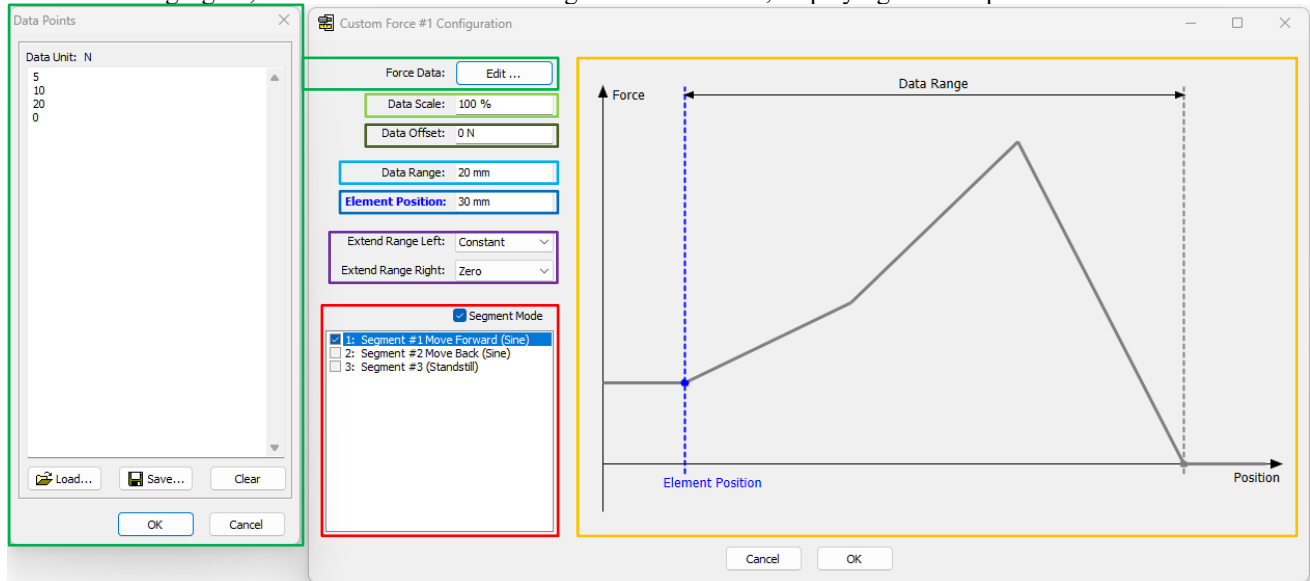 Data Points
Data Unit: N
5
10
20
0
Load...
Save...
Clear
OK
Cancel
Custom Force #1 Configuration
Force Data: Edit ...
Data Scale: 100 %
Data Offset: 0 N
Data Range: 20 mm
Element Position: 30 mm
Extend Range Left: Constant
Extend Range Right: Zero
Segment Mode
1: Segment #1 Move Forward (Sine)
2: Segment #2 Move Back (Sine)
3: Segment #3 (Standstill)
Force
Data Range
Element Position
Position
Cancel
OK